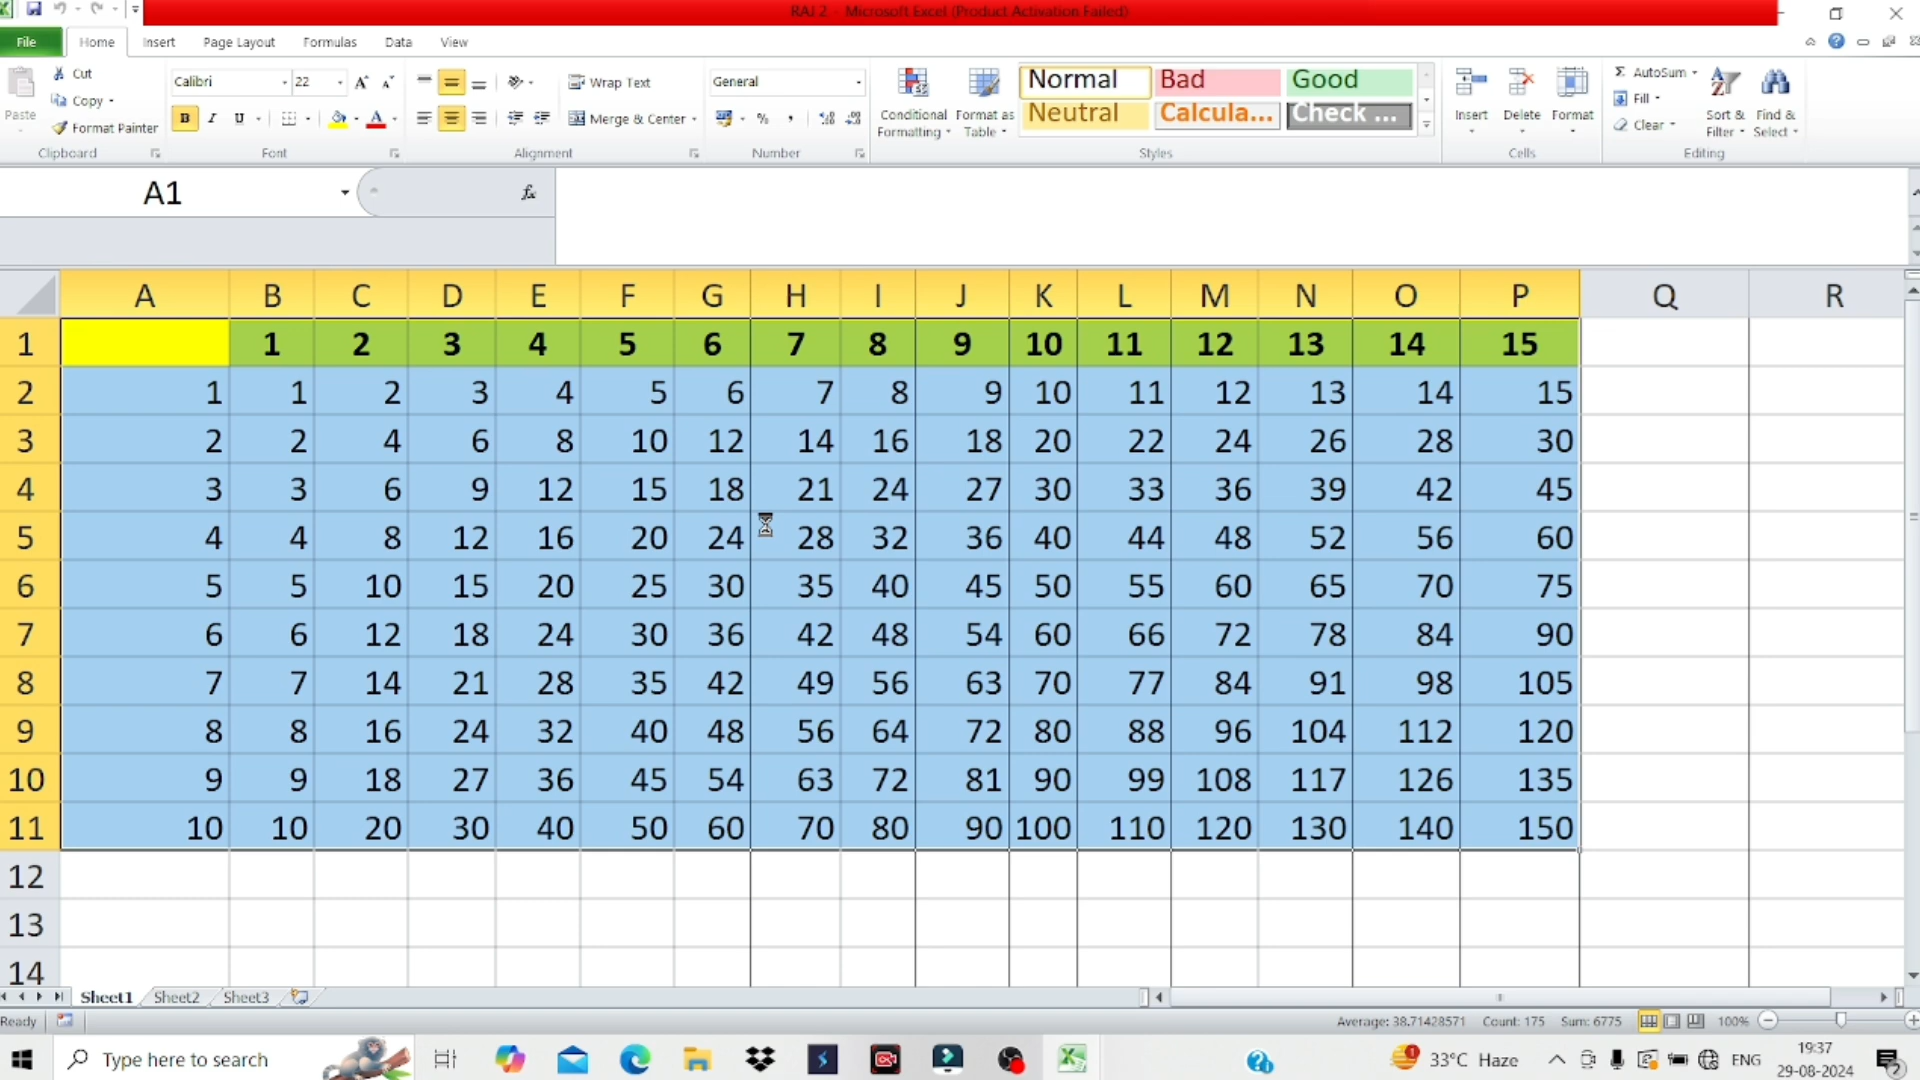 RAJ 2 - Microsoft Excel (Product Activation Failed)
File Home Insert Page Layout Formulas Data View
Paste Cut Copy Format Painter
Clipboard
Calibri 22
B I U A
Font
Wrap Text
Merge & Center
Alignment
General
%
Number
Conditional Formatting
Format as Table
Normal Bad Good
Neutral Calcula... Check ...
Styles
Insert Delete Format
Cells
Σ AutoSum
Fill
Clear
Sort & Filter
Find & Select
Editing
A1 fx
A B C D E F G H I J K L M N O P Q R
1 1 2 3 4 5 6 7 8 9 10 11 12 13 14 15
2 1 1 2 3 4 5 6 7 8 9 10 11 12 13 14 15
3 2 2 4 6 8 10 12 14 16 18 20 22 24 26 28 30
4 3 3 6 9 12 15 18 21 24 27 30 33 36 39 42 45
5 4 4 8 12 16 20 24 28 32 36 40 44 48 52 56 60
6 5 5 10 15 20 25 30 35 40 45 50 55 60 65 70 75
7 6 6 12 18 24 30 36 42 48 54 60 66 72 78 84 90
8 7 7 14 21 28 35 42 49 56 63 70 77 84 91 98 105
9 8 8 16 24 32 40 48 56 64 72 80 88 96 104 112 120
10 9 9 18 27 36 45 54 63 72 81 90 99 108 117 126 135
11 10 10 20 30 40 50 60 70 80 90 100 110 120 130 140 150
12
13
14
Sheet1 Sheet2 Sheet3
Ready Average: 38.71428571 Count: 175 Sum: 6775 100%
Type here to search 33°C Haze ENG 19:37
29-08-2024 2